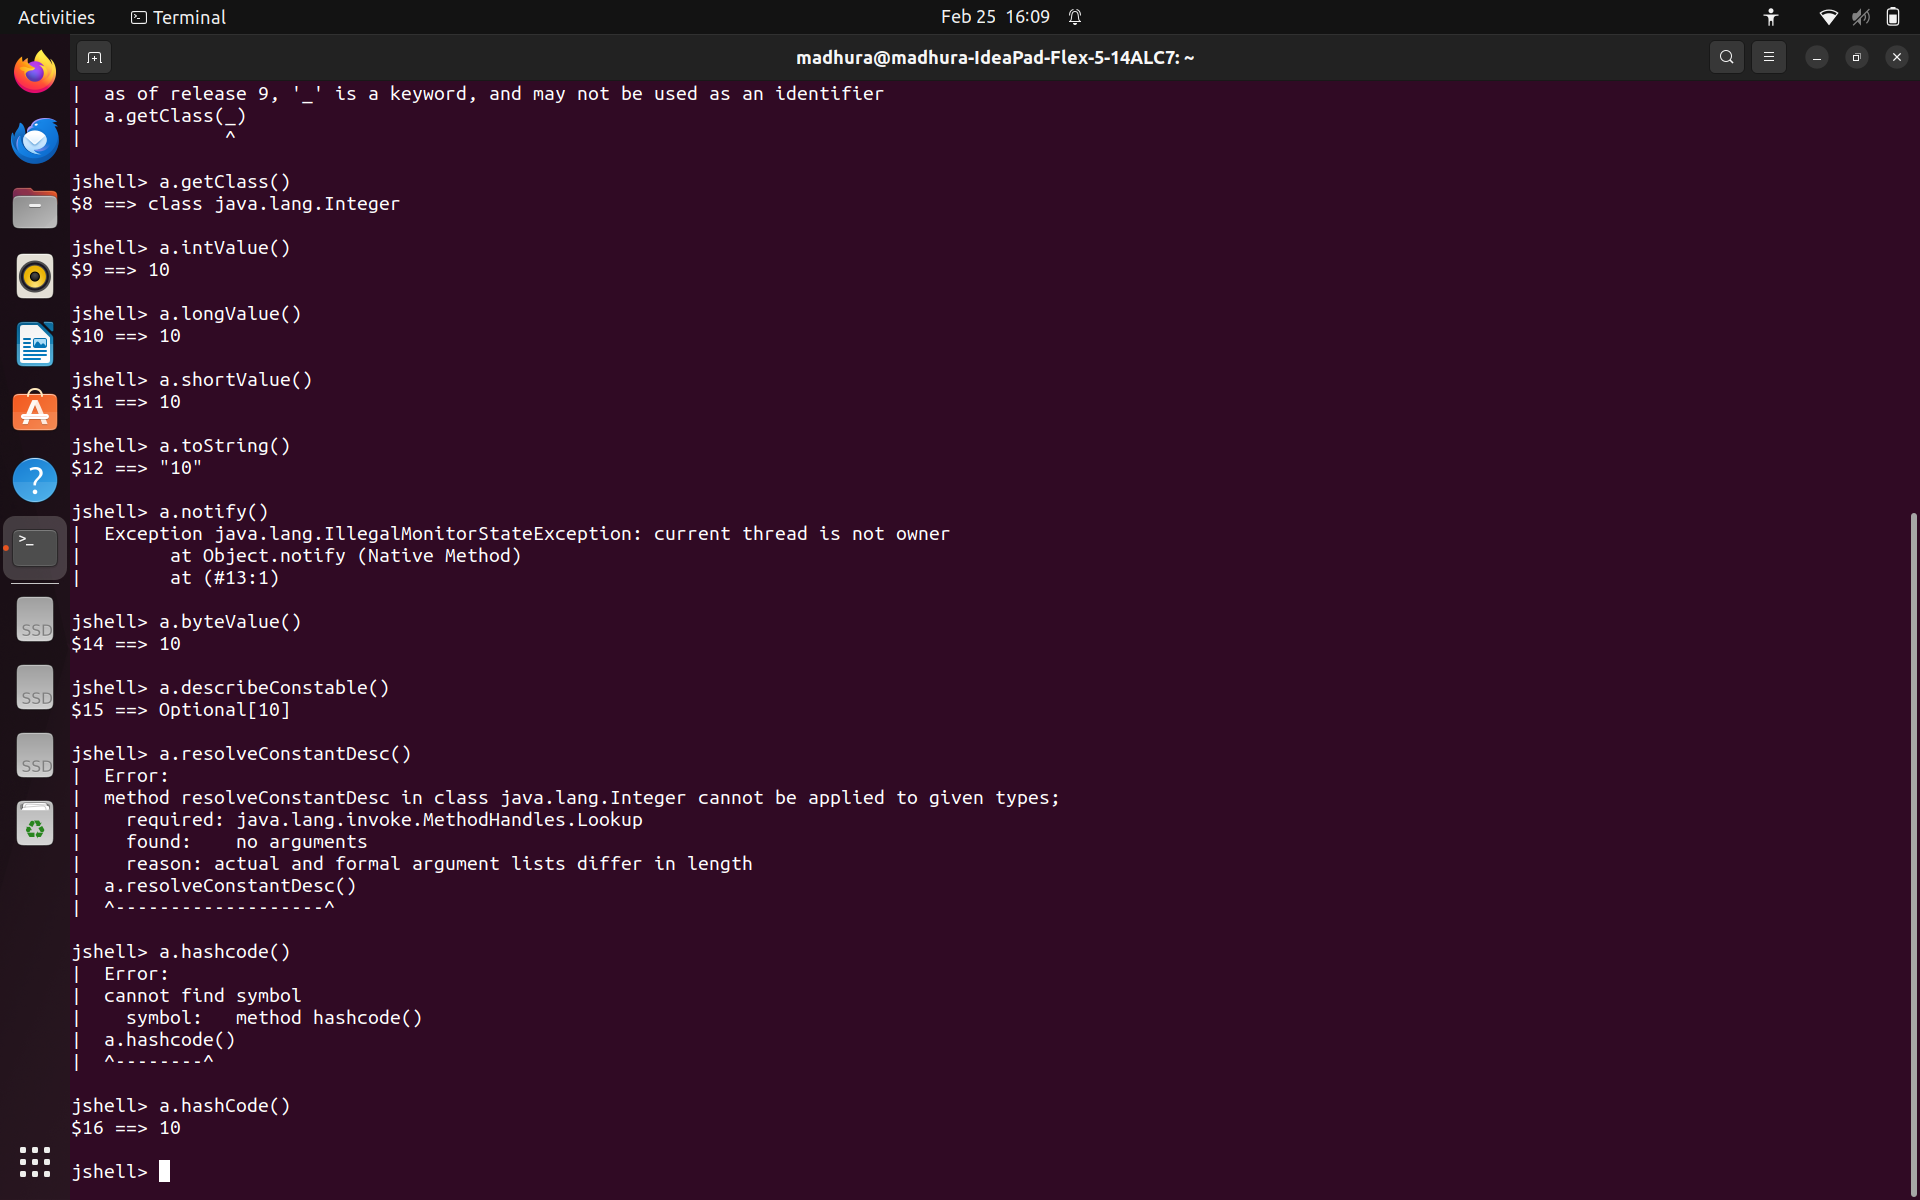 Activities
Terminal
Feb 25 16:09
madhura@madhura-IdeaPad-Flex-5-14ALC7: ~
|  as of release 9, '_' is a keyword, and may not be used as an identifier
|  a.getClass(_)
|             ^
jshell> a.getClass()
$8 ==> class java.lang.Integer
jshell> a.intValue()
$9 ==> 10
jshell> a.longValue()
$10 ==> 10
jshell> a.shortValue()
$11 ==> 10
jshell> a.toString()
$12 ==> "10"
jshell> a.notify()
|  Exception java.lang.IllegalMonitorStateException: current thread is not owner
|        at Object.notify (Native Method)
|        at (#13:1)
jshell> a.byteValue()
$14 ==> 10
jshell> a.describeConstable()
$15 ==> Optional[10]
jshell> a.resolveConstantDesc()
|  Error:
|  method resolveConstantDesc in class java.lang.Integer cannot be applied to given types;
|    required: java.lang.invoke.MethodHandles.Lookup
|    found:    no arguments
|    reason: actual and formal argument lists differ in length
|  a.resolveConstantDesc()
|  ^-------------------^
jshell> a.hashcode()
|  Error:
|  cannot find symbol
|    symbol:   method hashcode()
|  a.hashcode()
|  ^--------^
jshell> a.hashCode()
$16 ==> 10
jshell>
SSD
SSD
SSD